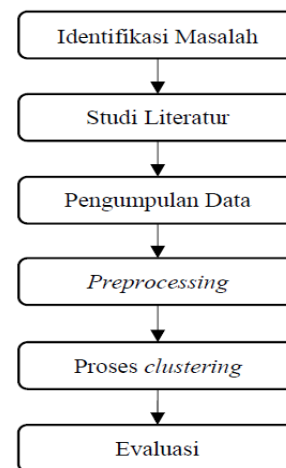 Identifikasi Masalah
Studi Literatur
Pengumpulan Data
Preprocessing
Proses clustering
Evaluasi